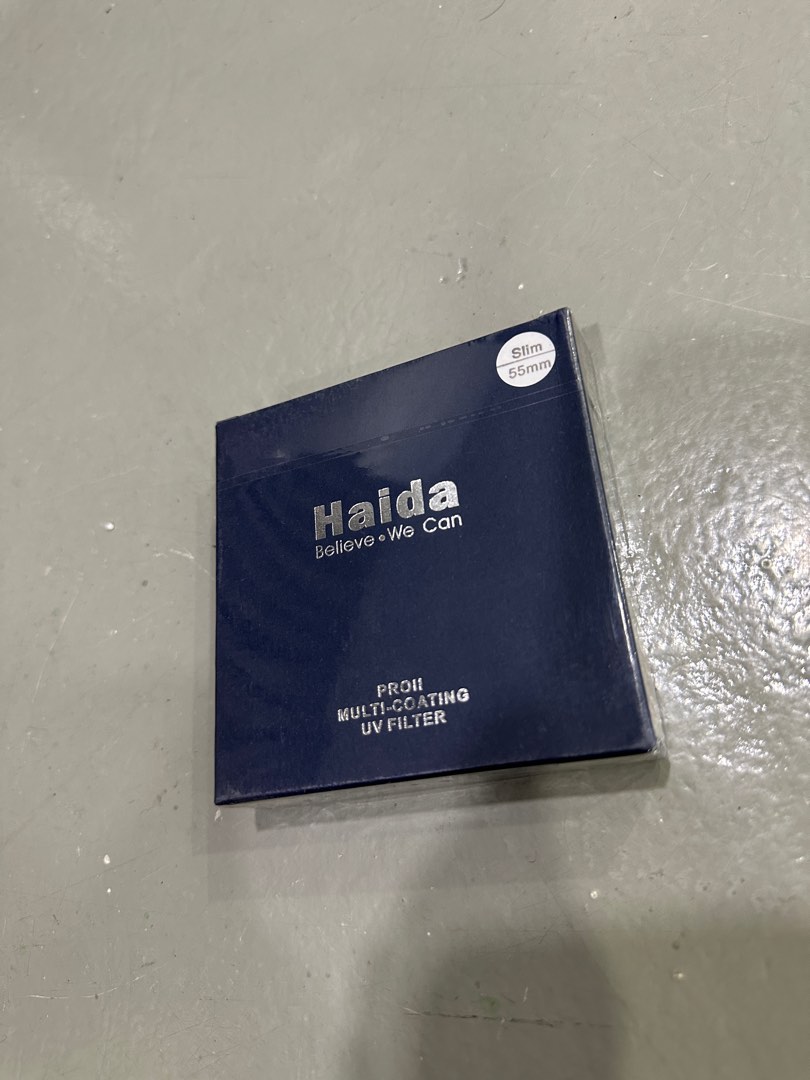 Slim
55mm
Haida
Believe•We Can
PROII
MULTI-COATING
UV FILTER